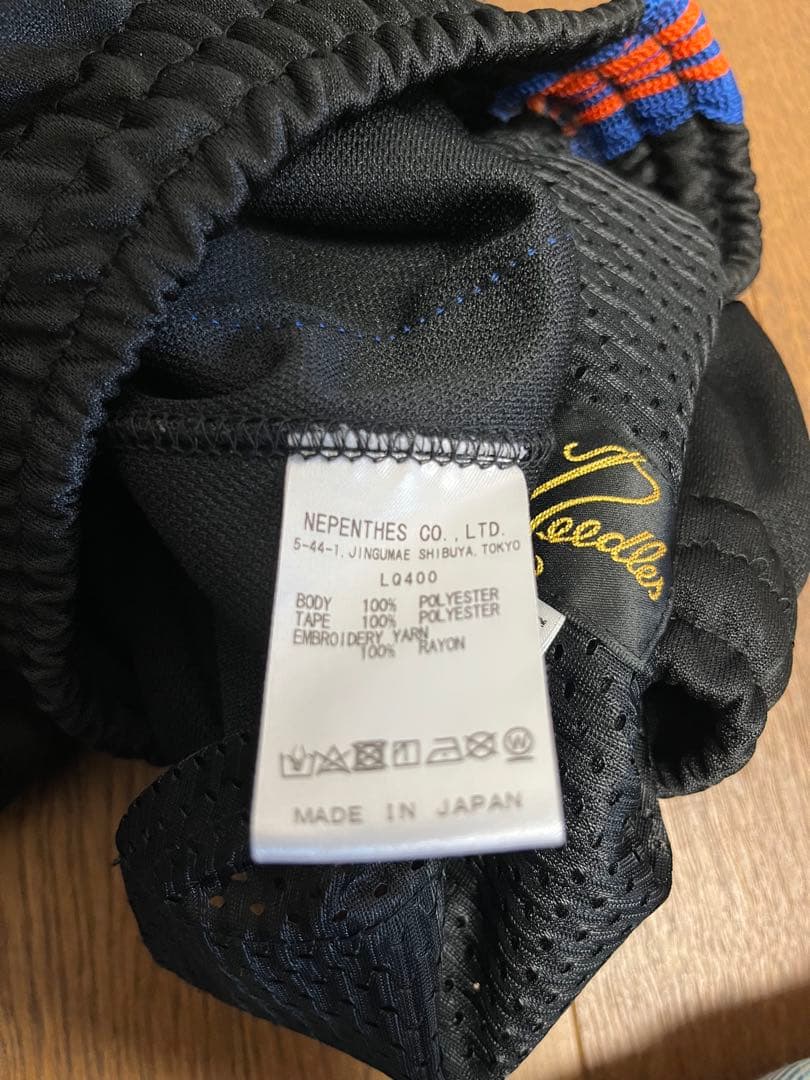 NEPENTHES CO., LTD.
5-44-1, JINGUMAE SHIBUYA, TOKYO
LQ400
BODY 100% POLYESTER
TAPE 100% POLYESTER
EMBROIDERY YARN
100% RAYON
W
MADE IN JAPAN
Needles